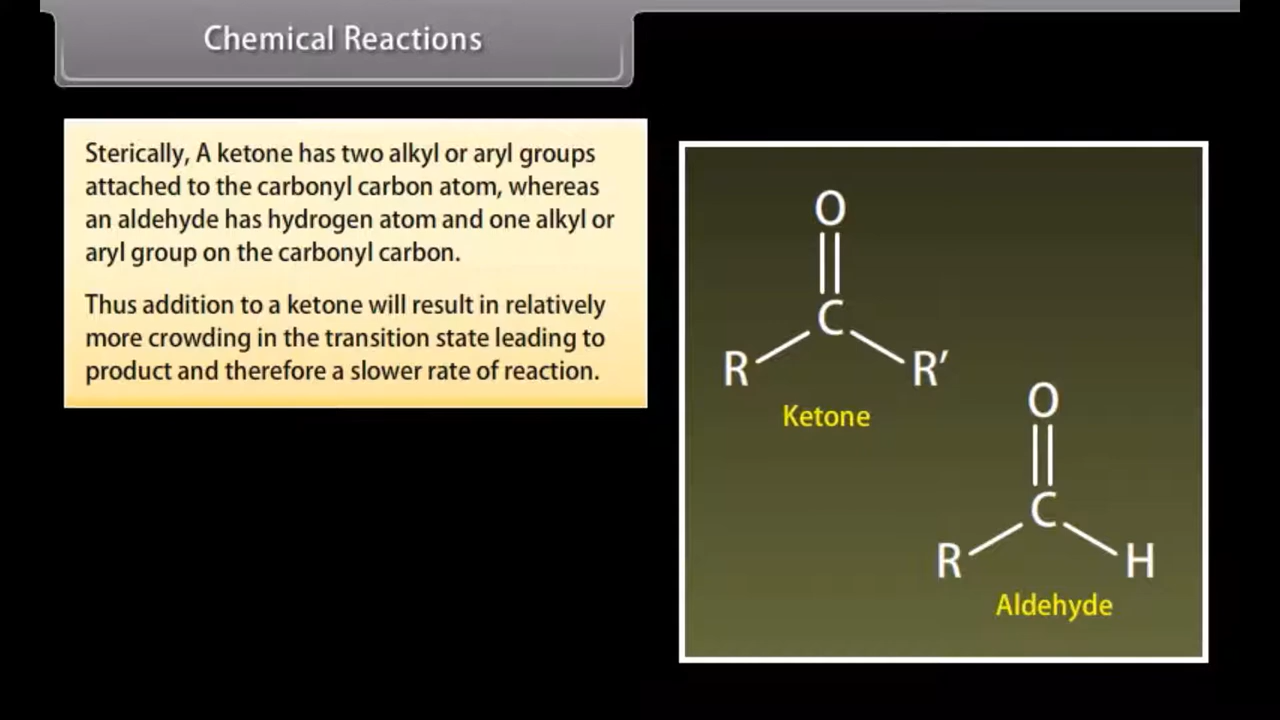 Chemical Reactions
Sterically, A ketone has two alkyl or aryl groups
attached to the carbonyl carbon atom, whereas
an aldehyde has hydrogen atom and one alkyl or
aryl group on the carbonyl carbon.
Thus addition to a ketone will result in relatively
more crowding in the transition state leading to
product and therefore a slower rate of reaction.
O
C
R R′
Ketone
O
C
R H
Aldehyde